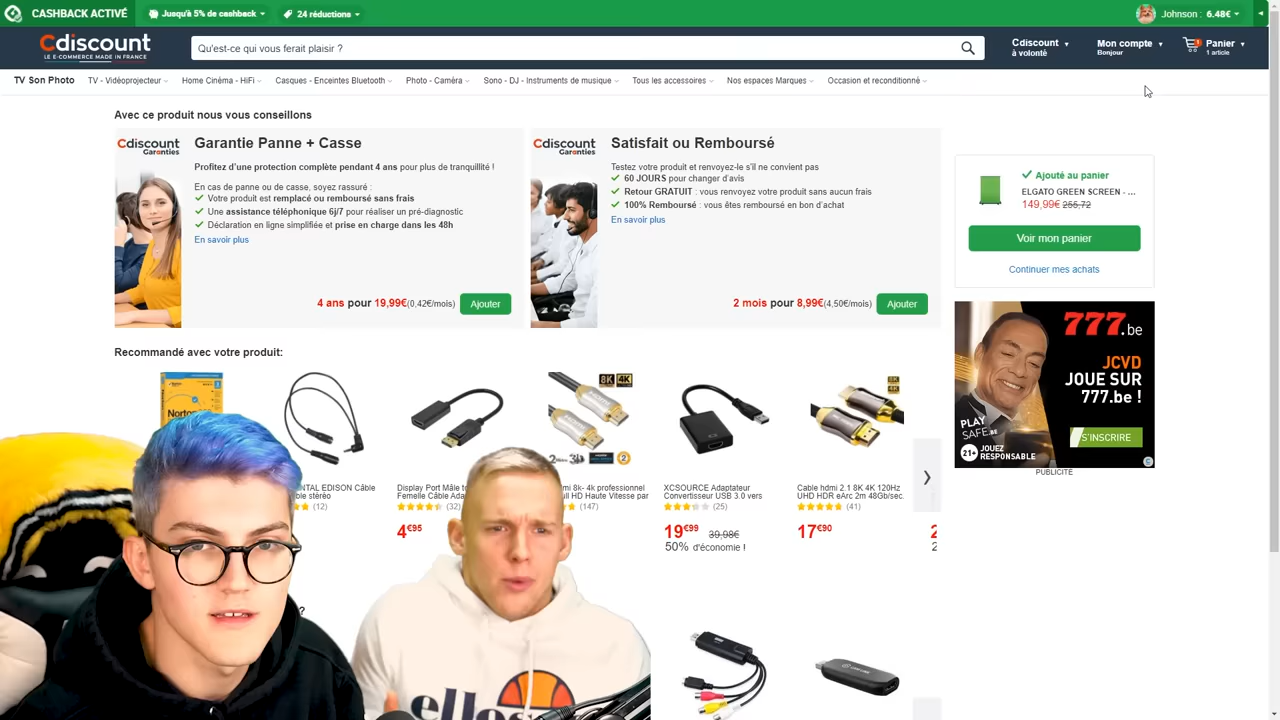 CASHBACK ACTIVÉ
Jusqu'à 5% de cashback
24 réductions
Johnson : 6.48€
Cdiscount
LE E-COMMERCE MADE IN FRANCE
Qu'est-ce qui vous ferait plaisir ?
Cdiscount
à volonté
Mon compte
Bonjour
Panier
1 article
TV Son Photo
TV - Vidéoprojecteur
Home Cinéma - HiFi
Casques - Enceintes Bluetooth
Photo - Caméra
Sono - DJ - Instruments de musique
Tous les accessoires
Nos espaces Marques
Occasion et reconditionné
Avec ce produit nous vous conseillons
Cdiscount
Garanties
Garantie Panne + Casse
Profitez d'une protection complète pendant 4 ans pour plus de tranquillité !
En cas de panne ou de casse, soyez rassuré :
Votre produit est remplacé ou remboursé sans frais
Une assistance téléphonique 6j/7 pour réaliser un pré-diagnostic
Déclaration en ligne simplifiée et prise en charge dans les 48h
En savoir plus
4 ans pour 19,99€(0,42€/mois)
Ajouter
Cdiscount
Garanties
Satisfait ou Remboursé
Testez votre produit et renvoyez-le s'il ne convient pas
60 JOURS pour changer d'avis
Retour GRATUIT : vous renvoyez votre produit sans aucun frais
100% Remboursé : vous êtes remboursé en bon d'achat
En savoir plus
2 mois pour 8,99€(4,50€/mois)
Ajouter
Ajouté au panier
ELGATO GREEN SCREEN - ...
149,99€ 255,72
Voir mon panier
Continuer mes achats
777.be
JCVD
JOUE SUR
777.be !
PLAY
SAFE.BE
21+
JOUEZ
RESPONSABLE
S'INSCRIRE
PUBLICITÉ
Recommandé avec votre produit:
Norton
8K 4K
NTAL EDISON Câble
ble stéréo
(12)
Display Port Mâle
Femelle Câble Ada
(32)
4€95
mi 8k- 4k professionnel
ull HD Haute Vitesse par
(147)
XCSOURCE Adaptateur
Convertisseur USB 3.0 vers
(25)
19€99 39,98€
50% d'économie !
Cable hdmi 2.1 8K 4K 120Hz
UHD HDR eArc 2m 48Gb/sec.
(41)
17€90
2
2
?
elless